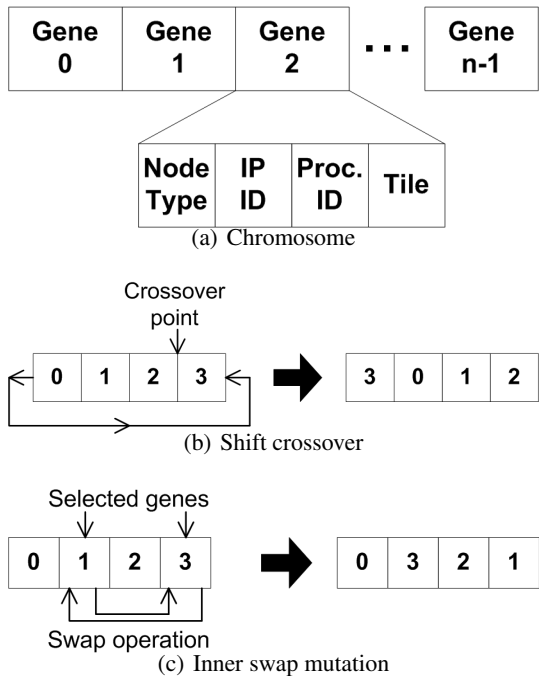 Gene 0 Gene 1 Gene 2 ... Gene n-1
Node Type IP ID Proc. ID Tile
(a) Chromosome
Crossover point
0 1 2 3 3 0 1 2
(b) Shift crossover
Selected genes
0 1 2 3 0 3 2 1
Swap operation
(c) Inner swap mutation